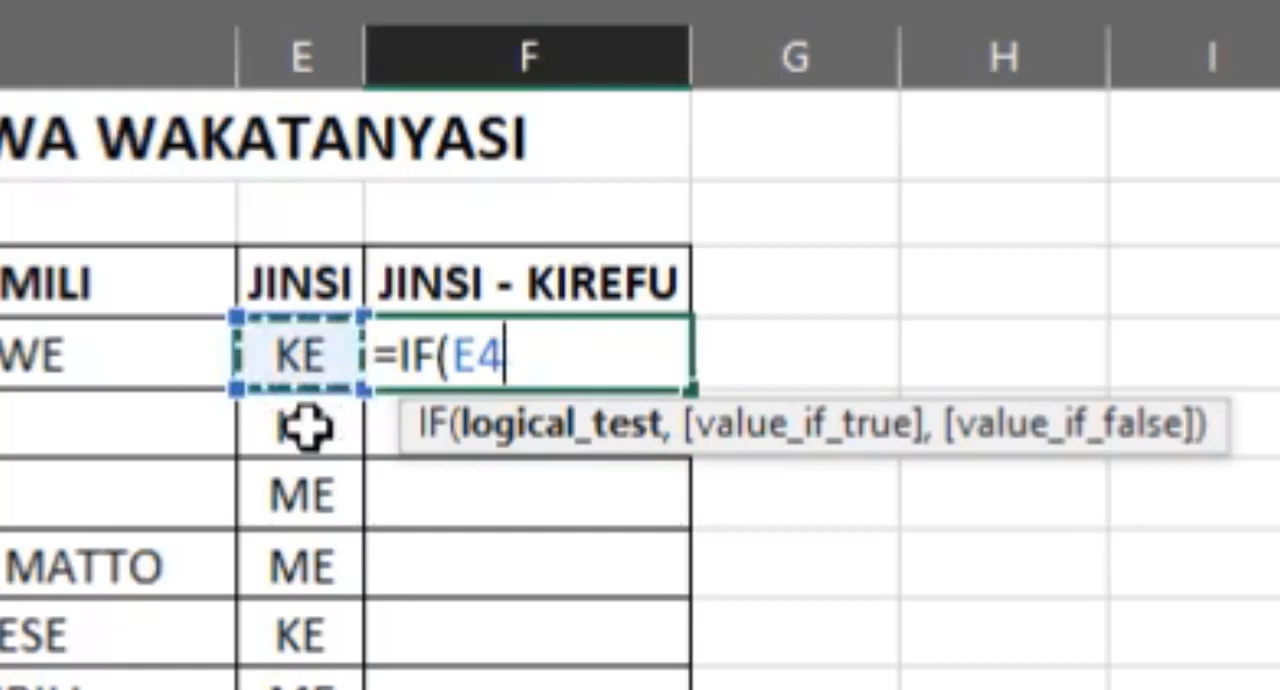 E F G H I
WA WAKATANYASI
MILI JINSI JINSI - KIREFU
WE KE =IF(E4
IF(logical_test, [value_if_true], [value_if_false])
ME
MATTO ME
ESE KE